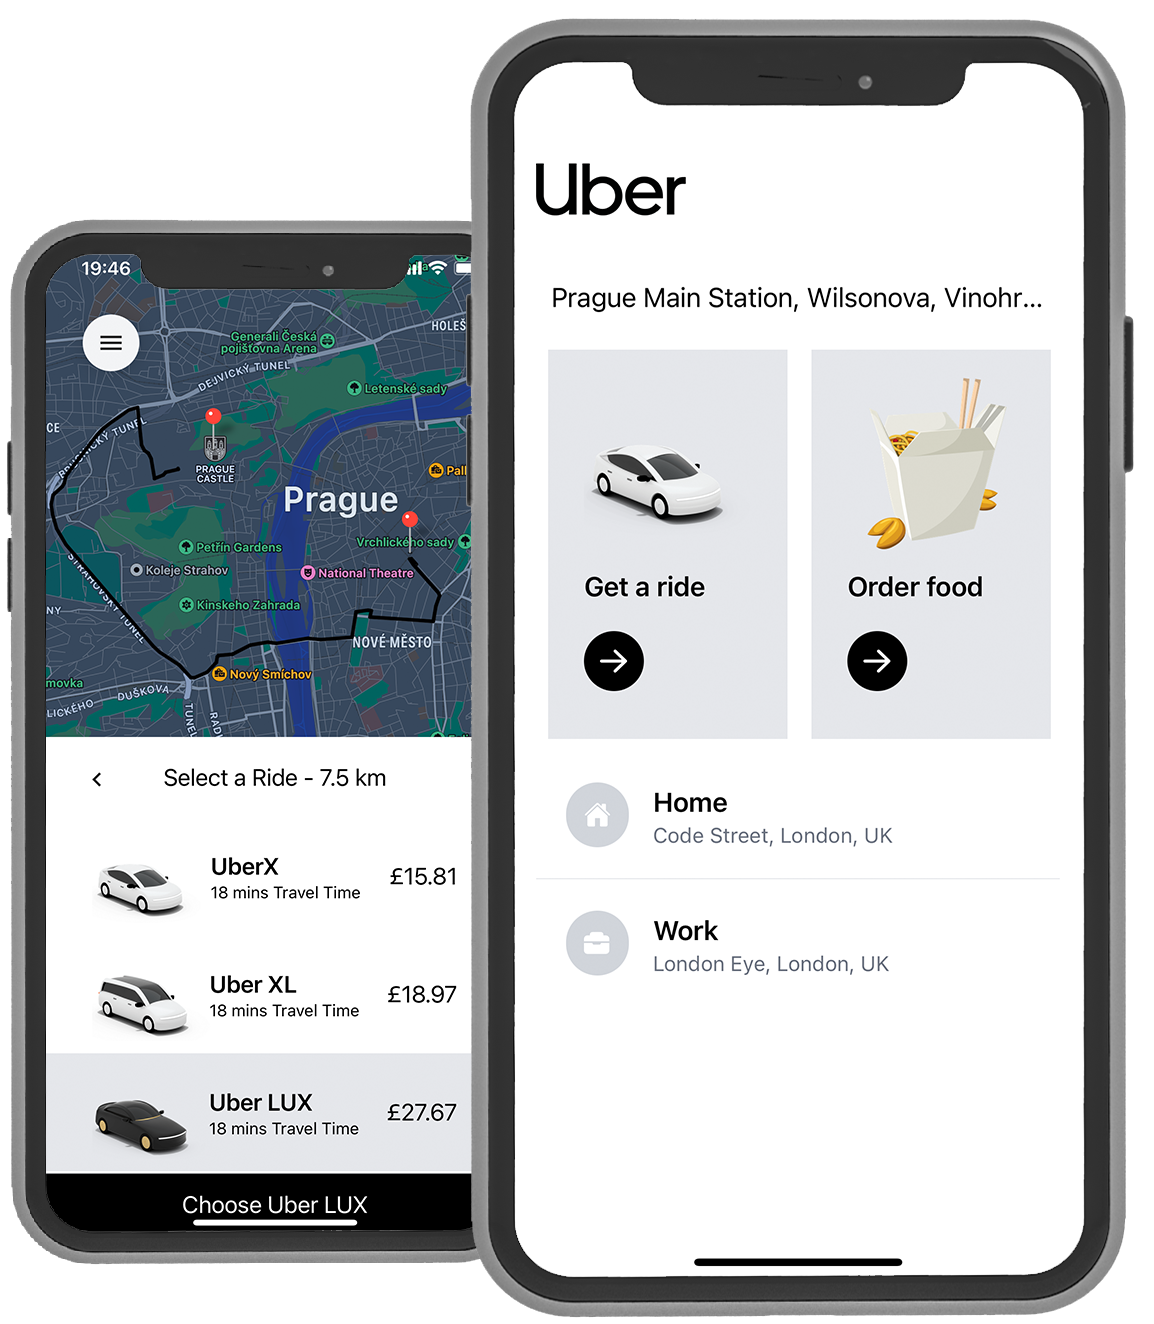 Uber
Prague Main Station, Wilsonova, Vinohr...
Get a ride
Order food
Home
Code Street, London, UK
Work
London Eye, London, UK
19:46
HOLEŠ
Generali Česká
pojišťovna Arena
DEJVICKÝ TUNEL
Letenské sady
CE
PRAGUE
CASTLE
Pall
Prague
Vrchlického sady
Petřín Gardens
Koleje Strahov
National Theatre
STRAHOVSKÝ TUNEL
Kinskeho Zahrada
NY
NOVÉ MĚSTO
Nový Smíchov
movka
DUŠKOVA
LICKÉHO
TUNEL
RADL
Select a Ride - 7.5 km
UberX
18 mins Travel Time
£15.81
Uber XL
18 mins Travel Time
£18.97
Uber LUX
18 mins Travel Time
£27.67
Choose Uber LUX